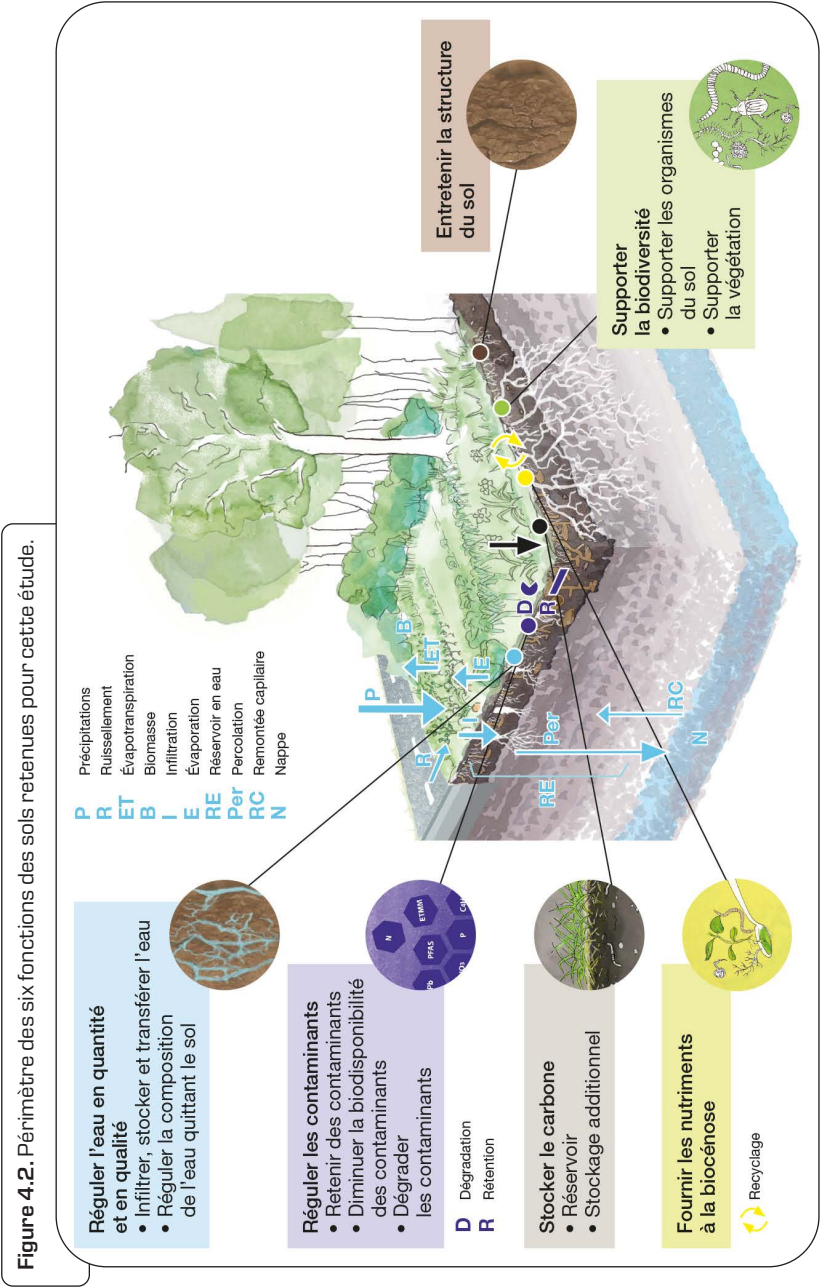 Figure 4.2. Périmètre des six fonctions des sols retenues pour cette étude.
Réguler l'eau en quantité
et en qualité
• Infiltrer, stocker et transférer l'eau
• Réguler la composition
de l'eau quittant le sol
P Précipitations
R Ruissellement
ET Évapotranspiration
B Biomasse
I Infiltration
E Évaporation
RE Réservoir en eau
Per Percolation
RC Remontée capillaire
N Nappe
Réguler les contaminants
• Retenir des contaminants
• Diminuer la biodisponibilité
des contaminants
• Dégrader
les contaminants
D Dégradation
R Rétention
N
ETMM
PFAS
Pb
P
Stocker le carbone
• Réservoir
• Stockage additionnel
Fournir les nutriments
à la biocénose
Recyclage
P
R
I
E
ET
B
RE
Per
RC
N
D
R
Entretenir la structure
du sol
Supporter
la biodiversité
• Supporter les organismes
du sol
• Supporter
la végétation